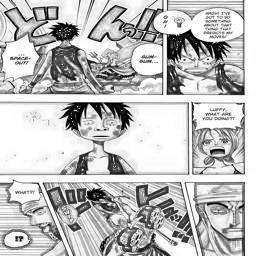 ARGH! I'VE
GOT TO DO
SOMETHING
ABOUT THAT
THING THAT
PREDICTS
MY MOVES!
GUM-
GUM...
...
SPACE-
OUT!
LUFFY,
WHAT ARE
YOU DOING?!
WHAT?!
!?